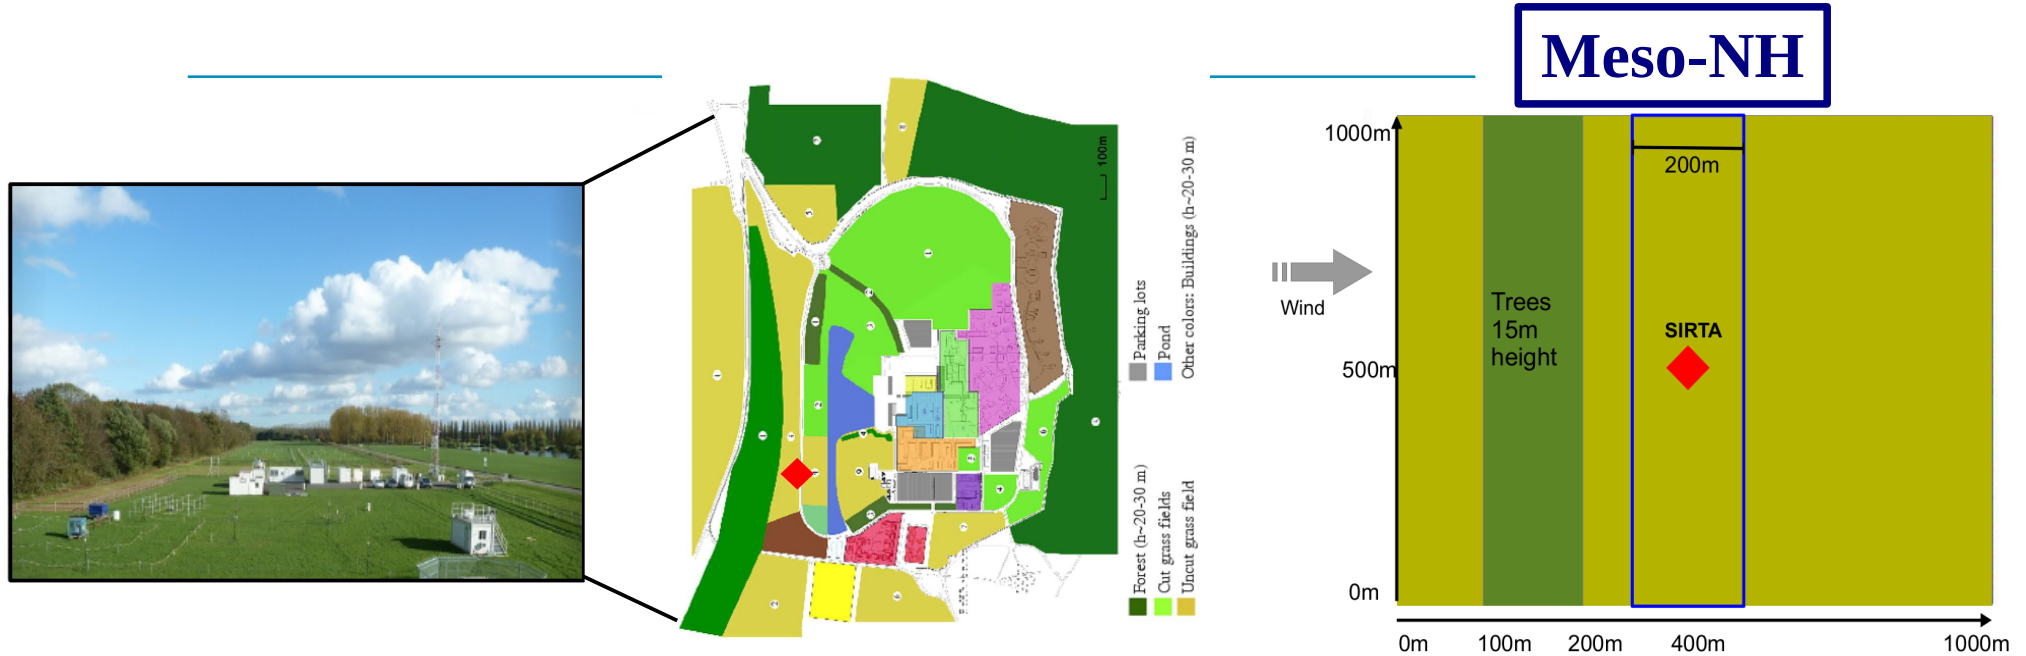 Meso-NH
100m
Parking lots
Pond
Other colors: Buildings (h~20-30 m)
Forest (h~20-30 m)
Cut grass fields
Uncut grass field
1000m
500m
0m
Wind
Trees
15m
height
200m
SIRTA
0m
100m
200m
400m
1000m